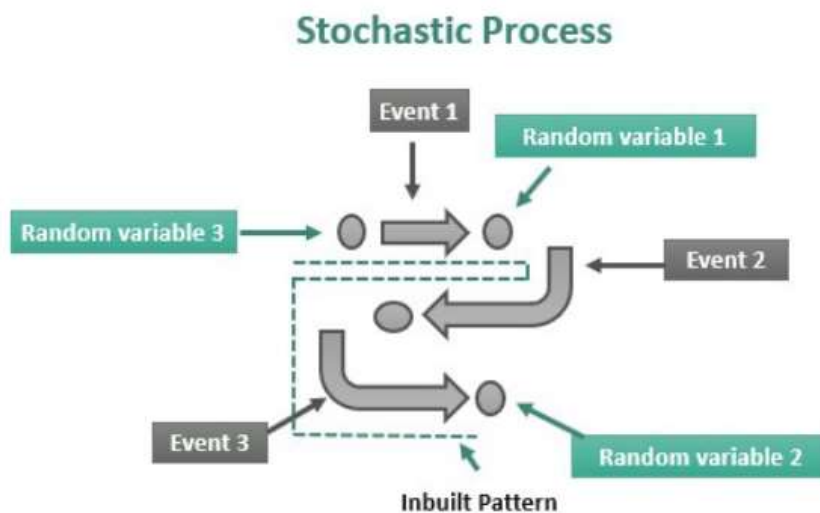 Stochastic Process
Event 1
Random variable 1
Random variable 3
Event 2
Event 3
Random variable 2
Inbuilt Pattern